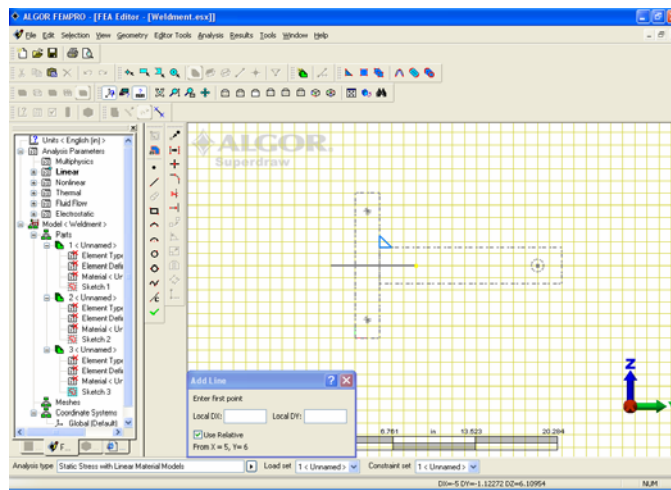 ALGOR FEMPRO - [FEA Editor - [Weldment.esx]]
File Edit Selection View Geometry Egitor Tools Analysis Results Tools Window Help
ALGOR.
Superdraw
Units < English (in) >
Analysis Parameters
Multiphysics
Linear
Nonlinear
Thermal
Fluid Flow
Electrostatic
Model < Weldment >
Parts
1 < Unnamed >
Element Type
Element Defin
Material < Ur
Sketch 1
2 < Unnamed >
Element Type
Element Defin
Material < Ur
Sketch 2
3 < Unnamed >
Element Type
Element Defin
Material < Ur
Sketch 3
Meshes
Coordinate Systems
Global (Default)
F...
2...
Add Line
Enter first point
Local DX:
Local DY:
Use Relative
From X = 5, Y= 6
6.761 in 13.523 20.284
Z
Y
Analysis type Static Stress with Linear Material Models Load set 1 < Unnamed > Constraint set 1 < Unnamed >
DX=-5 DY=-1.12272 DZ=6.10954 NUM